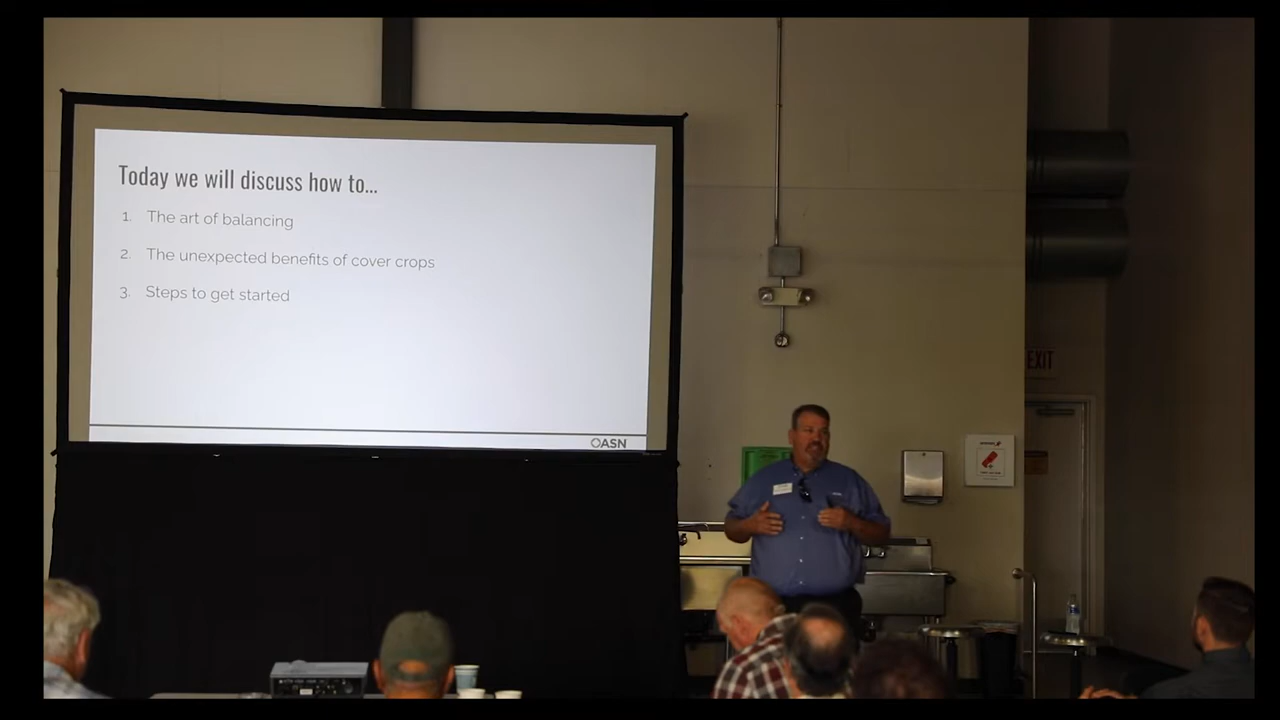 Today we will discuss how to...
1. The art of balancing
2. The unexpected benefits of cover crops
3. Steps to get started
ASN
EXIT